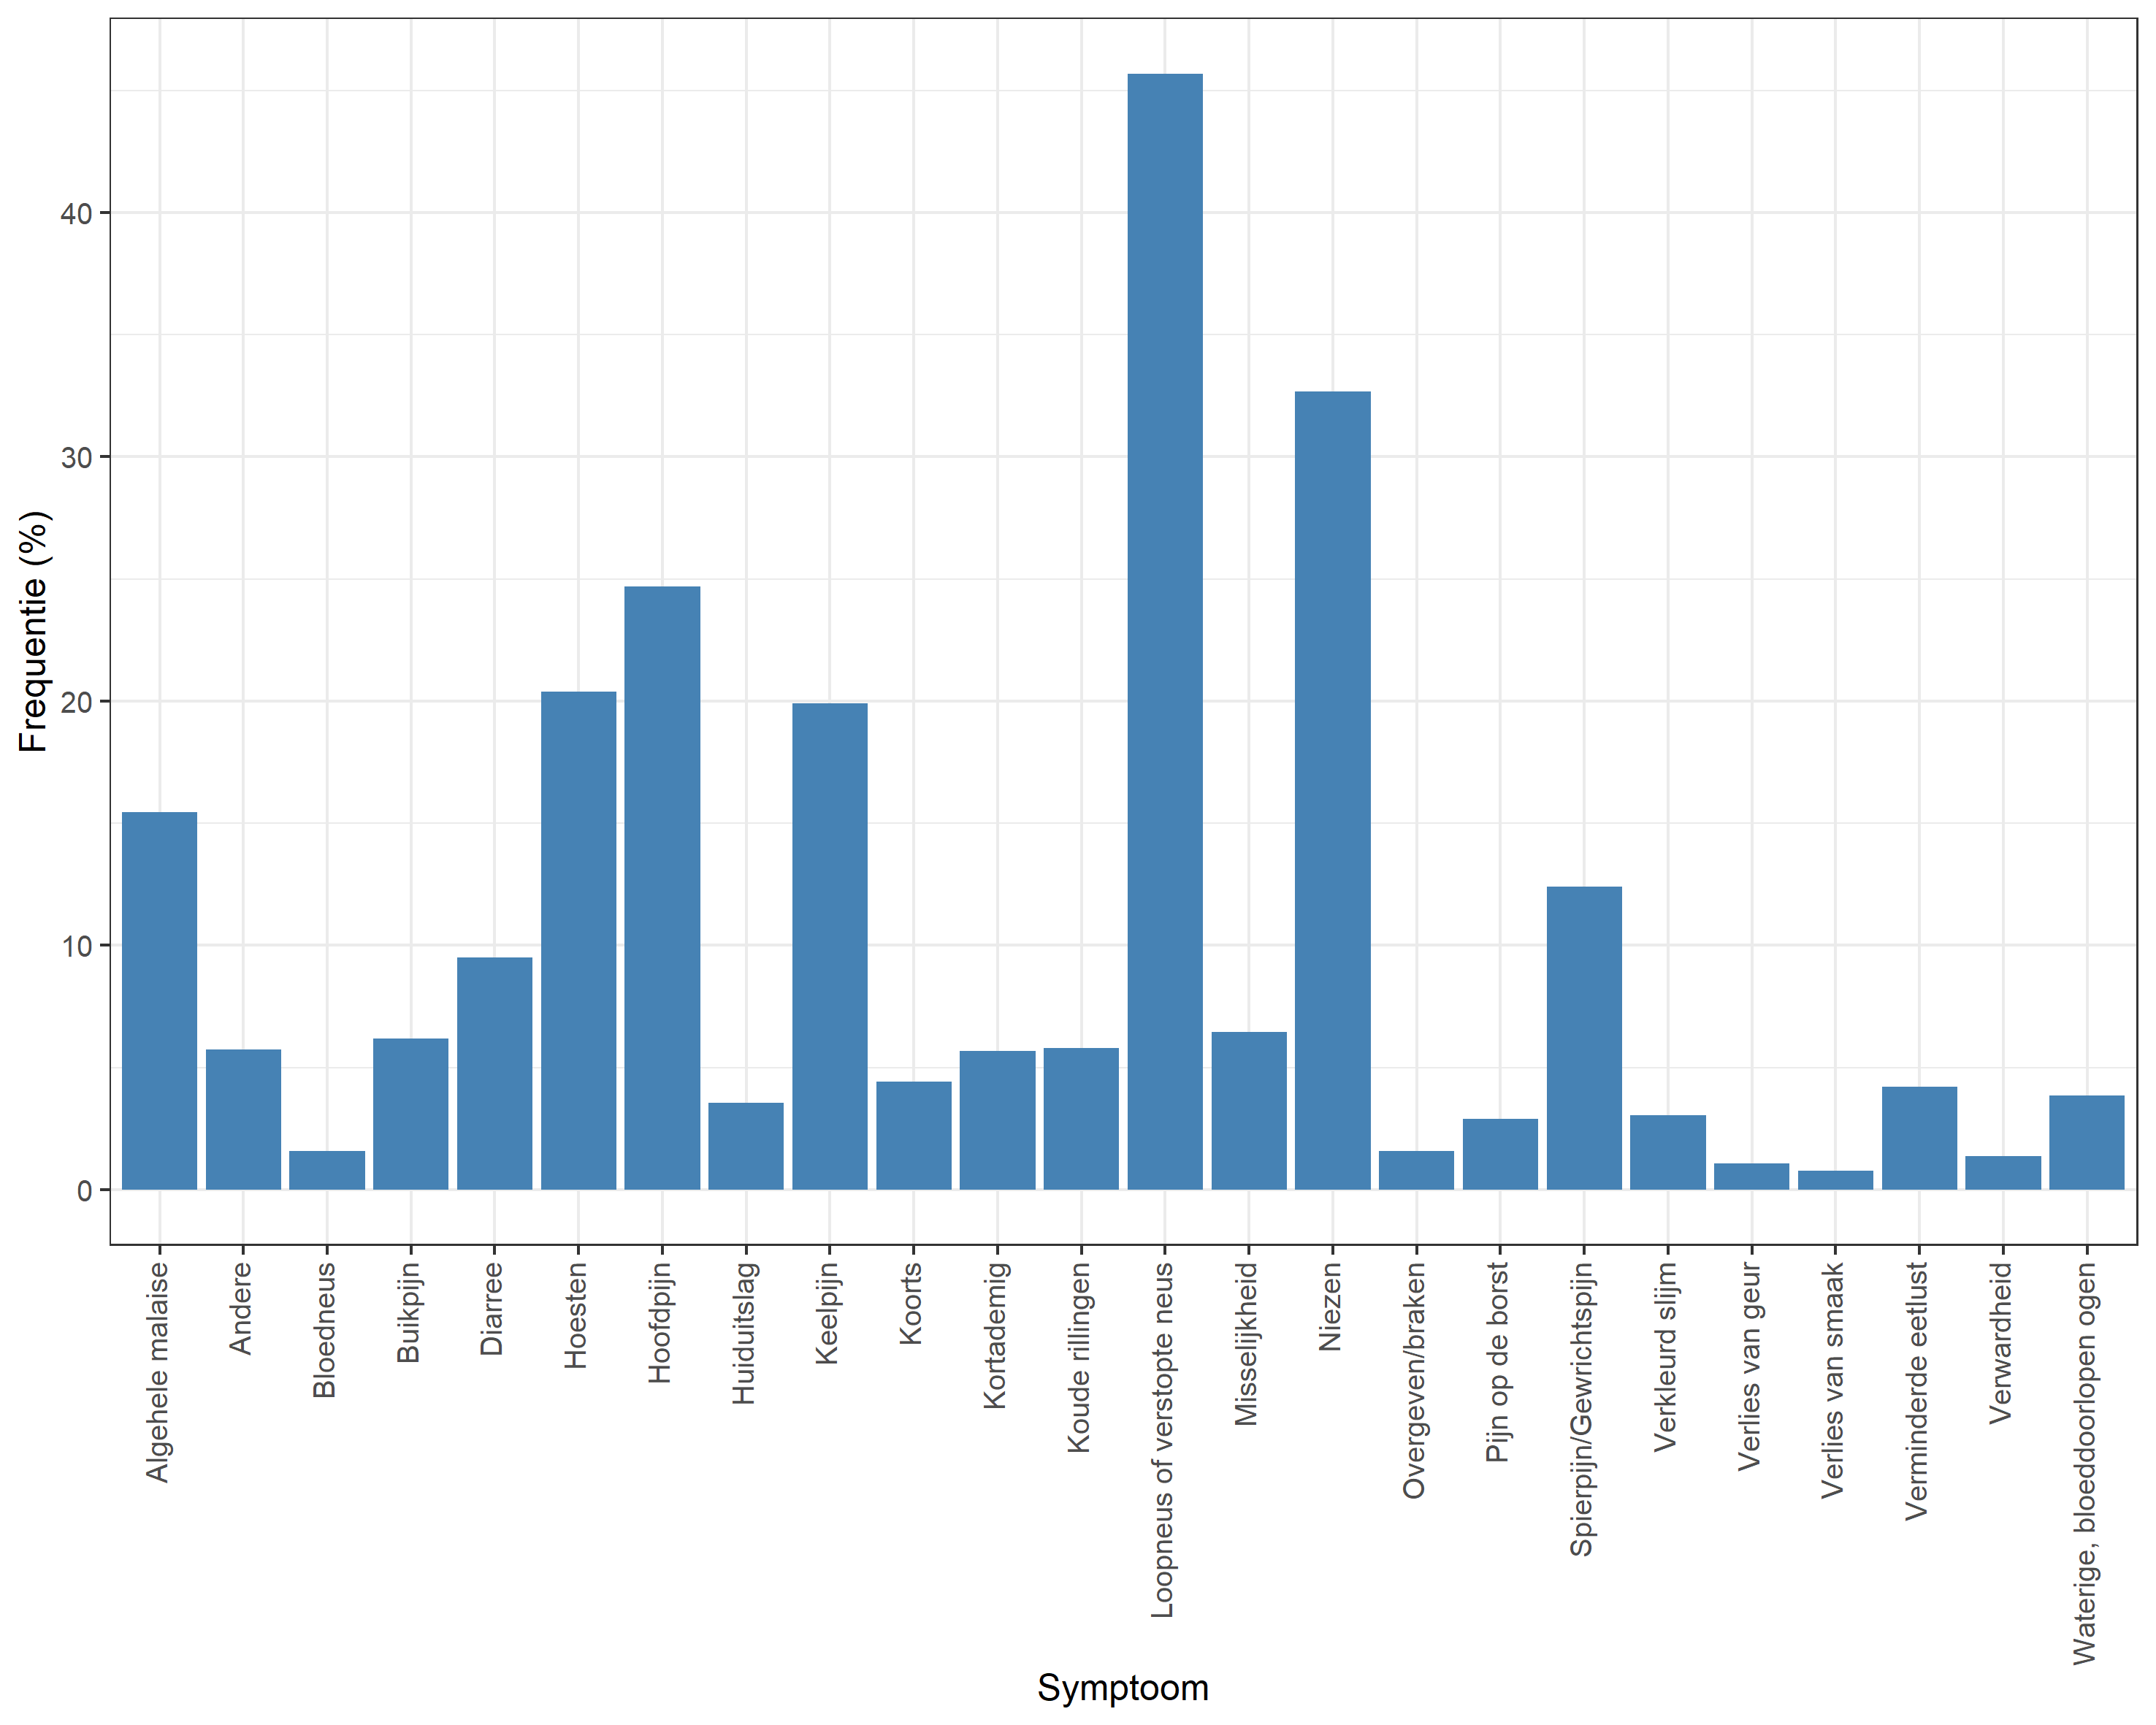 Frequentie (%)
40
30
20
10
0
Algehele malaise
Andere
Bloedneus
Buikpijn
Diarree
Hoesten
Hoofdpijn
Huiduitslag
Keelpijn
Koorts
Kortademig
Koude rillingen
Loopneus of verstopte neus
Misselijkheid
Niezen
Overgeven/braken
Pijn op de borst
Spierpijn/Gewrichtspijn
Verkleurd slijm
Verlies van geur
Verlies van smaak
Verminderde eetlust
Verwardheid
Waterige, bloeddoorlopen ogen
Symptoom